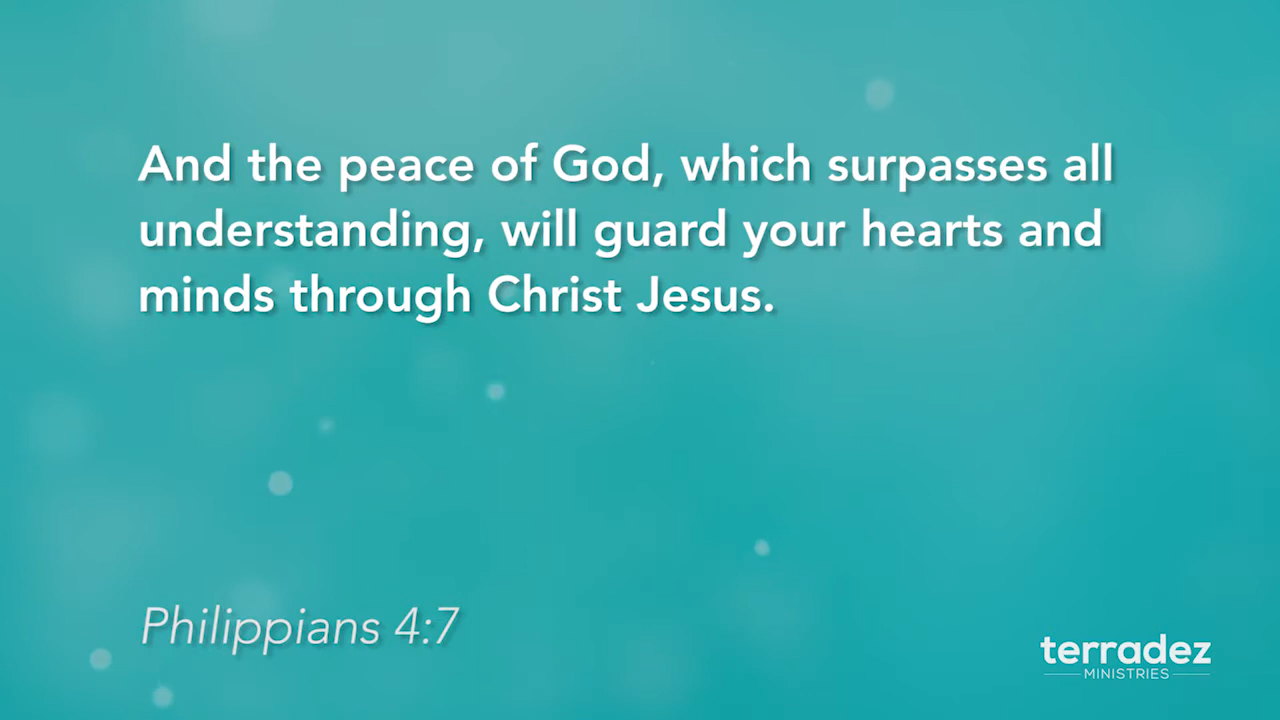 And the peace of God, which surpasses all
understanding, will guard your hearts and
minds through Christ Jesus.
Philippians 4:7
terradez
MINISTRIES